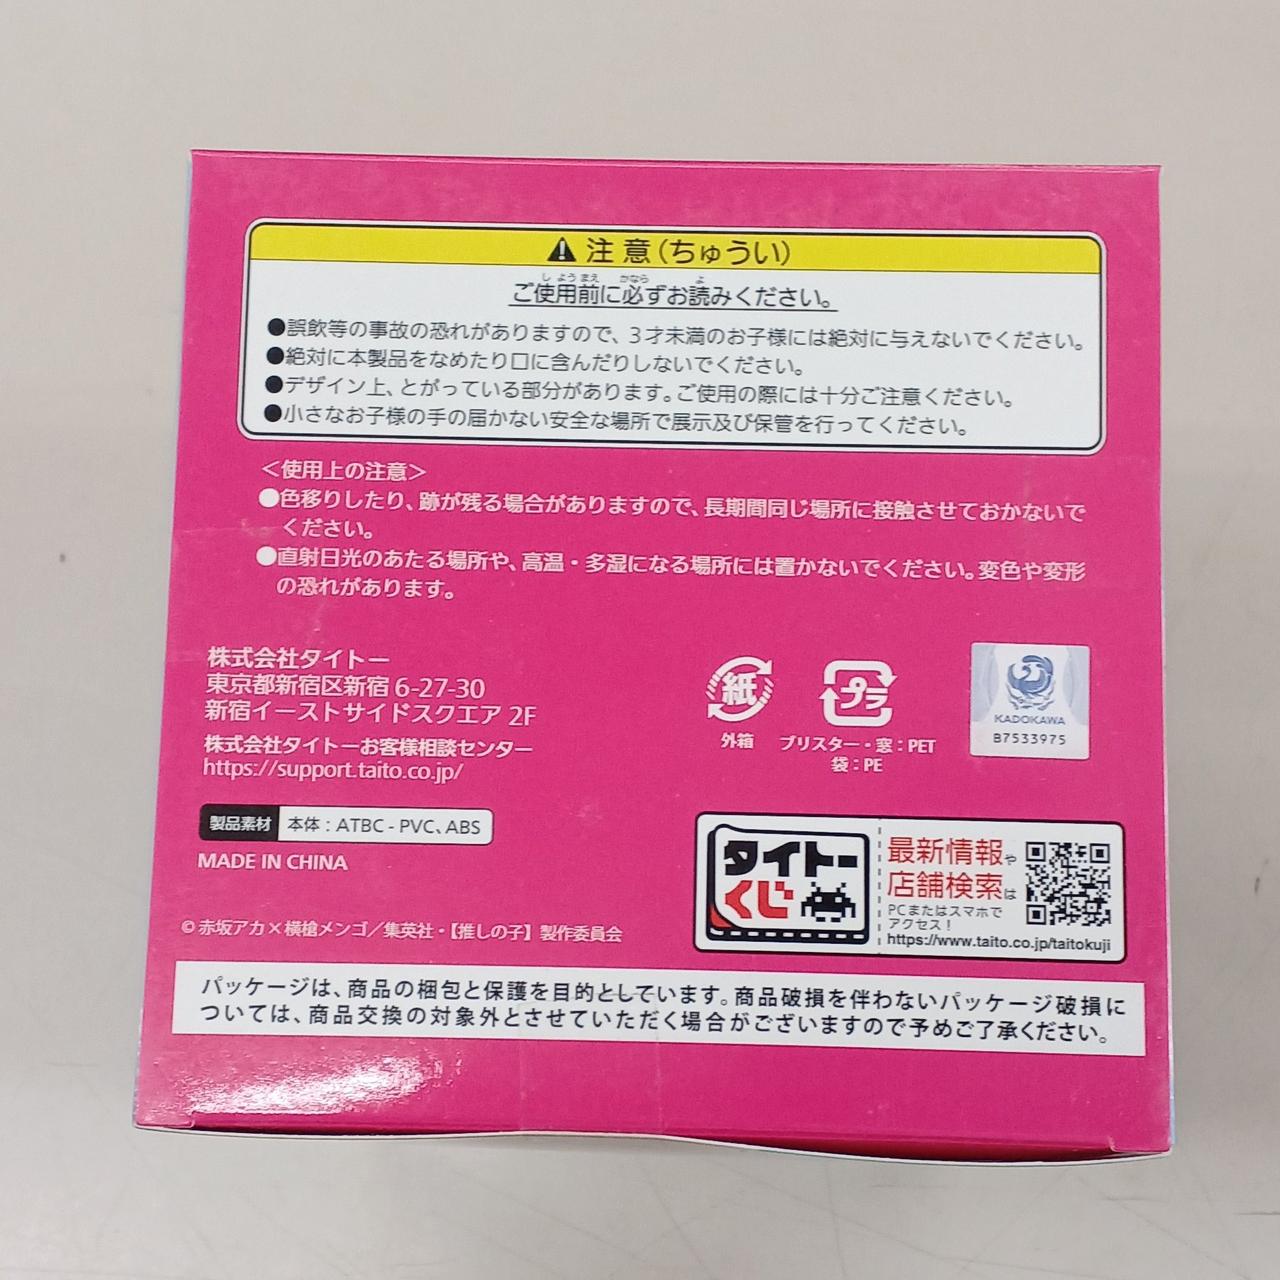 注意(ちゅうい)
ご使用前に必ずお読みください。
●誤飲等の事故の恐れがありますので、3才未満のお子様には絶対に与えないでください。
●絶対に本製品をなめたり口に含んだりしないでください。
●デザイン上、とがっている部分があります。ご使用の際には十分ご注意ください。
●小さなお子様の手の届かない安全な場所で展示及び保管を行ってください。
＜使用上の注意＞
●色移りしたり、跡が残る場合がありますので、長期間同じ場所に接触させておかないで
ください。
●直射日光のあたる場所や、高温・多湿になる場所には置かないでください。変色や変形
の恐れがあります。
株式会社タイトー
東京都新宿区新宿 6-27-30
新宿イーストサイドスクエア 2F
株式会社タイトーお客様相談センター
https://support.taito.co.jp/
紙
外箱
プラ
ブリスター・窓：PET
袋：PE
KADOKAWA
B7533975
製品素材 本体：ATBC - PVC、ABS
MADE IN CHINA
タイトー
くじ
最新情報や
店舗検索は
PCまたはスマホで
アクセス！
https://www.taito.co.jp/taitokuji
© 赤坂アカ×横槍メンゴ／集英社・【推しの子】製作委員会
パッケージは、商品の梱包と保護を目的としています。商品破損を伴わないパッケージ破損に
ついては、商品交換の対象外とさせていただく場合がございますので予めご了承ください。